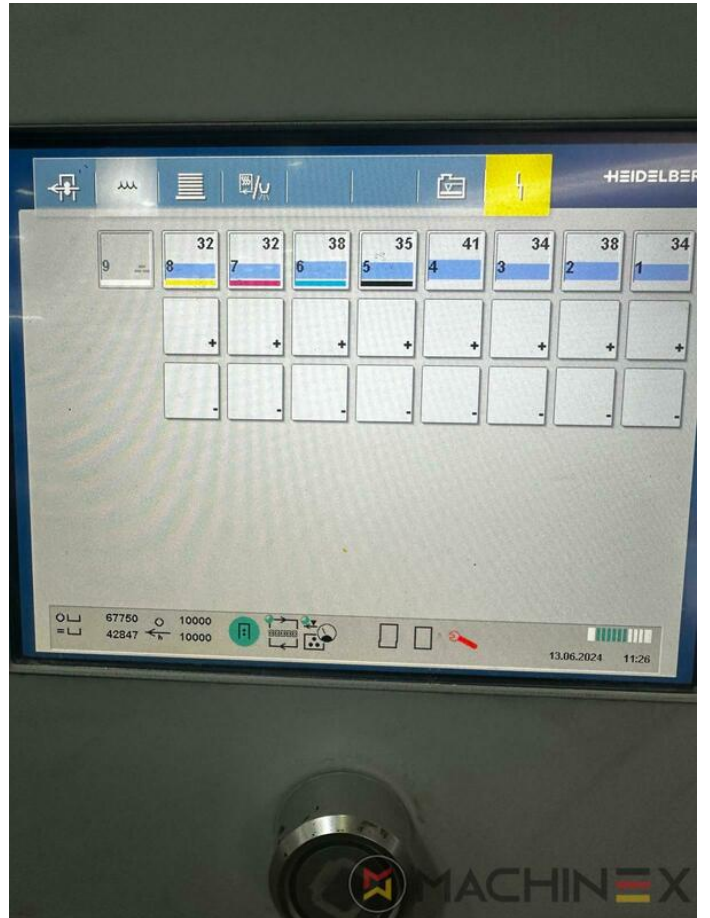 HEIDELBER
32 32 38 35 41 34 38 34
9 8 7 6 5 4 3 2 1
+ + + + + + + +
- - - - - - - -
67750 10000
42847 h 10000
13.06.2024 11:26
MACHINEX